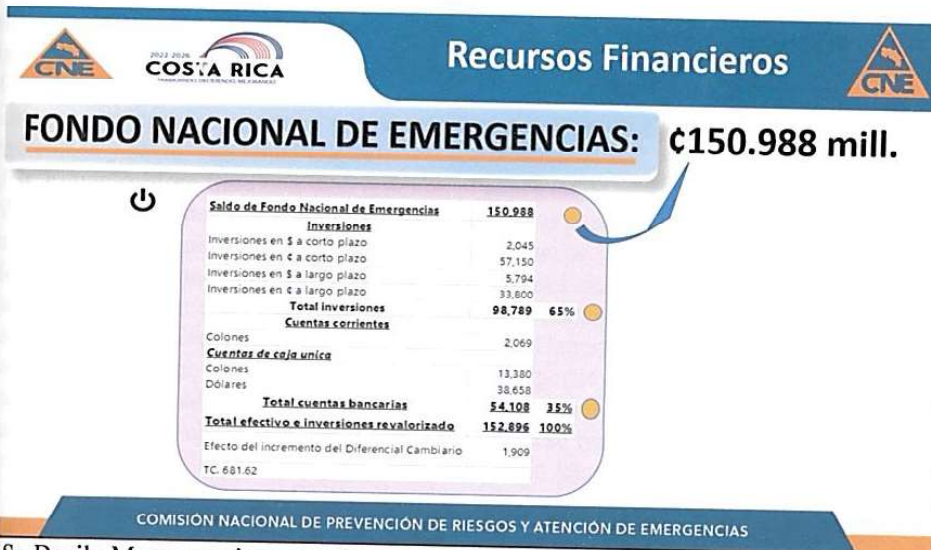 Recursos Financieros
CNE
2022-2026
COSTA RICA
CNE
FONDO NACIONAL DE EMERGENCIAS: ¢150.988 mill.
Saldo de Fondo Nacional de Emergencias 150,988
Inversiones
Inversiones en $ a corto plazo 2,045
Inversiones en ¢ a corto plazo 57,150
Inversiones en $ a largo plazo 5,794
Inversiones en ¢ a largo plazo 33,800
Total inversiones 98,789 65%
Cuentas corrientes
Colones 2,069
Cuentas de caja unica
Colones 13,380
Dólares 38,658
Total cuentas bancarias 54,108 35%
Total efectivo e inversiones revalorizado 152,896 100%
Efecto del incremento del Diferencial Cambiario 1,909
TC. 681.62
COMISIÓN NACIONAL DE PREVENCIÓN DE RIESGOS Y ATENCIÓN DE EMERGENCIAS